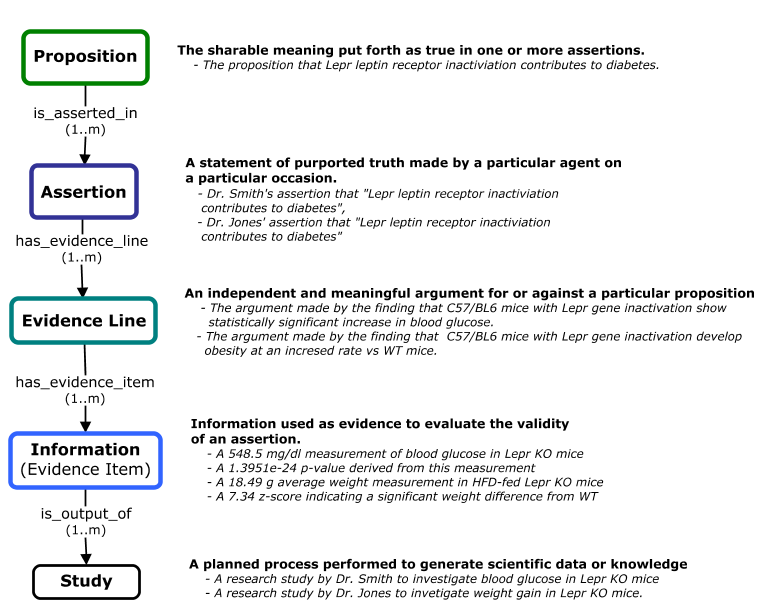 Proposition
The sharable meaning put forth as true in one or more assertions.
- The proposition that Lepr leptin receptor inactiviation contributes to diabetes.
is_asserted_in
(1..m)
Assertion
A statement of purported truth made by a particular agent on
a particular occasion.
- Dr. Smith's assertion that "Lepr leptin receptor inactiviation
contributes to diabetes",
- Dr. Jones' assertion that "Lepr leptin receptor inactiviation
contributes to diabetes"
has_evidence_line
(1..m)
Evidence Line
An independent and meaningful argument for or against a particular proposition
- The argument made by the finding that C57/BL6 mice with Lepr gene inactivation show
statistically significant increase in blood glucose.
- The argument made by the finding that  C57/BL6 mice with Lepr gene inactivation develop
obesity at an incresed rate vs WT mice.
has_evidence_item
(1..m)
Information
(Evidence Item)
Information used as evidence to evaluate the validity
of an assertion.
- A 548.5 mg/dl measurement of blood glucose in Lepr KO mice
- A 1.3951e-24 p-value derived from this measurement
- A 18.49 g average weight measurement in HFD-fed Lepr KO mice
- A 7.34 z-score indicating a significant weight difference from WT
is_output_of
(1..m)
Study
A planned process performed to generate scientific data or knowledge
- A research study by Dr. Smith to investigate blood glucose in Lepr KO mice
- A research study by Dr. Jones to invetigate weight gain in Lepr KO mice.